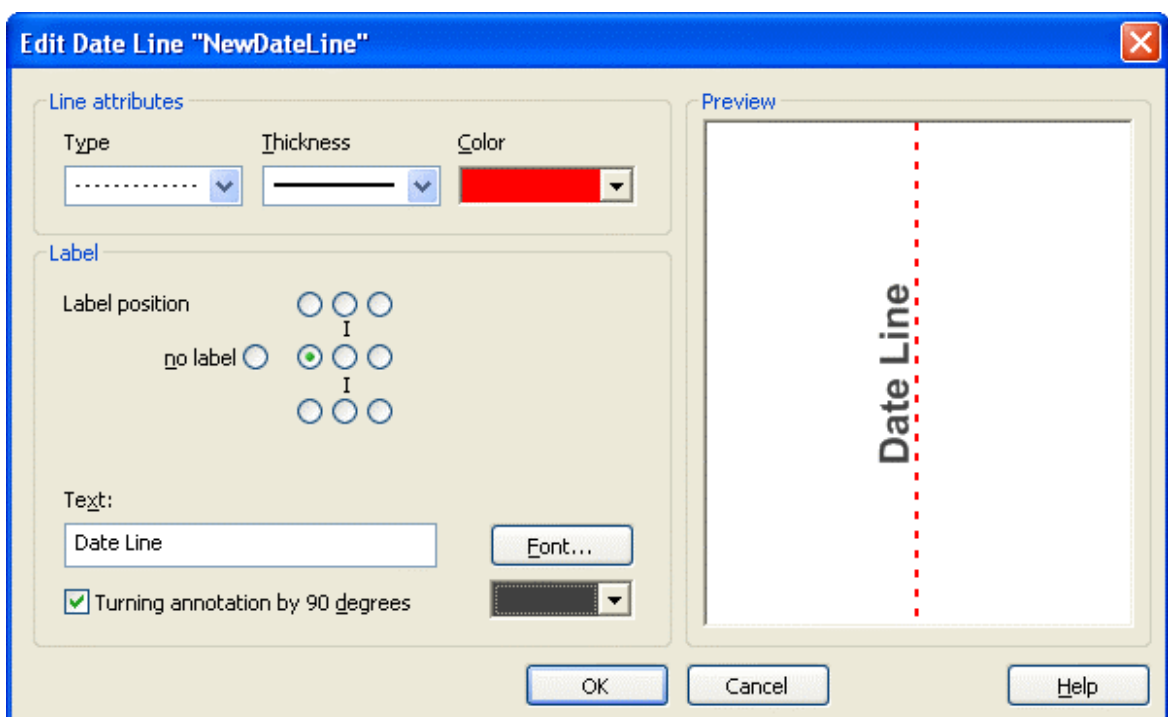 Edit Date Line "NewDateLine"
Line attributes
Type Thickness Color
Label
Label position
no label
Text:
Date Line
Font...
Turning annotation by 90 degrees
Preview
Date Line
OK Cancel Help